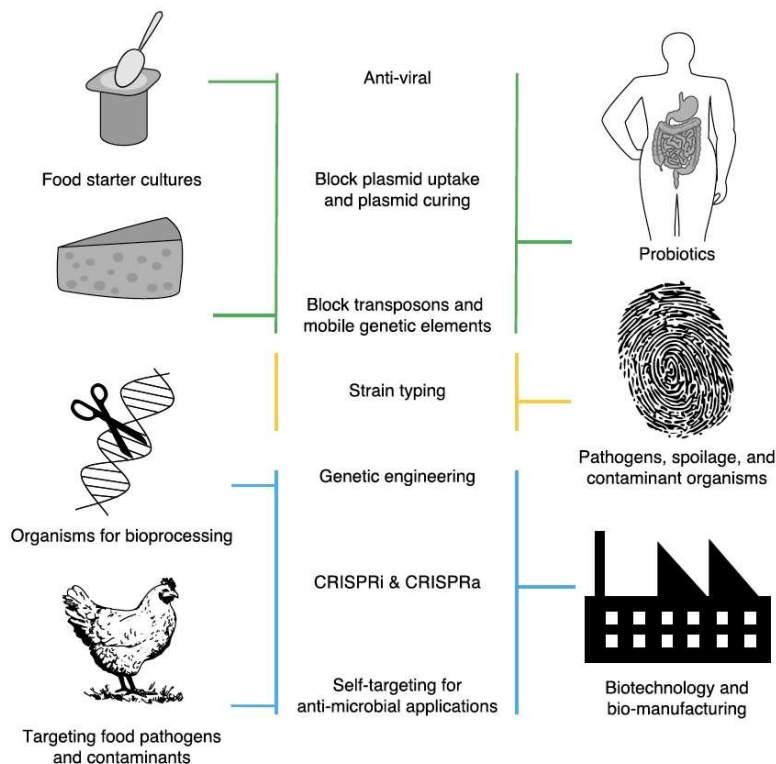 Food starter cultures
Organisms for bioprocessing
Targeting food pathogens
and contaminants
Anti-viral
Block plasmid uptake
and plasmid curing
Block transposons and
mobile genetic elements
Strain typing
Genetic engineering
CRISPRi & CRISPRa
Self-targeting for
anti-microbial applications
Probiotics
Pathogens, spoilage, and
contaminant organisms
Biotechnology and
bio-manufacturing